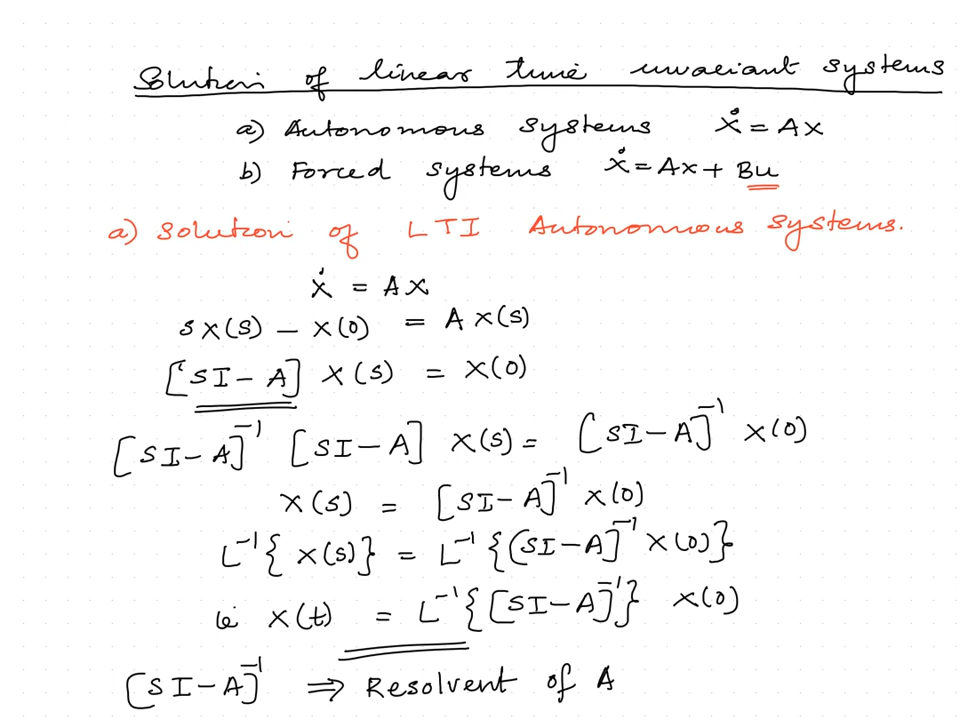 Solution of linear time invariant systems
a) Autonomous systems ẋ = Ax
b) Forced systems ẋ = Ax + Bu
a) Solution of LTI Autonomous systems.
ẋ = Ax
sX(s) − x(0) = A X(s)
[SI − A] X(s) = X(0)
[SI − A]⁻¹ [SI − A] X(s) = [SI − A]⁻¹ X(0)
X(s) = [SI − A]⁻¹ X(0)
L⁻¹{ X(s)} = L⁻¹ {(SI − A]⁻¹ X(0)}
ie x(t) = L⁻¹{[SI − A]⁻¹} X(0)
[SI − A]⁻¹ ⇒ Resolvent of A